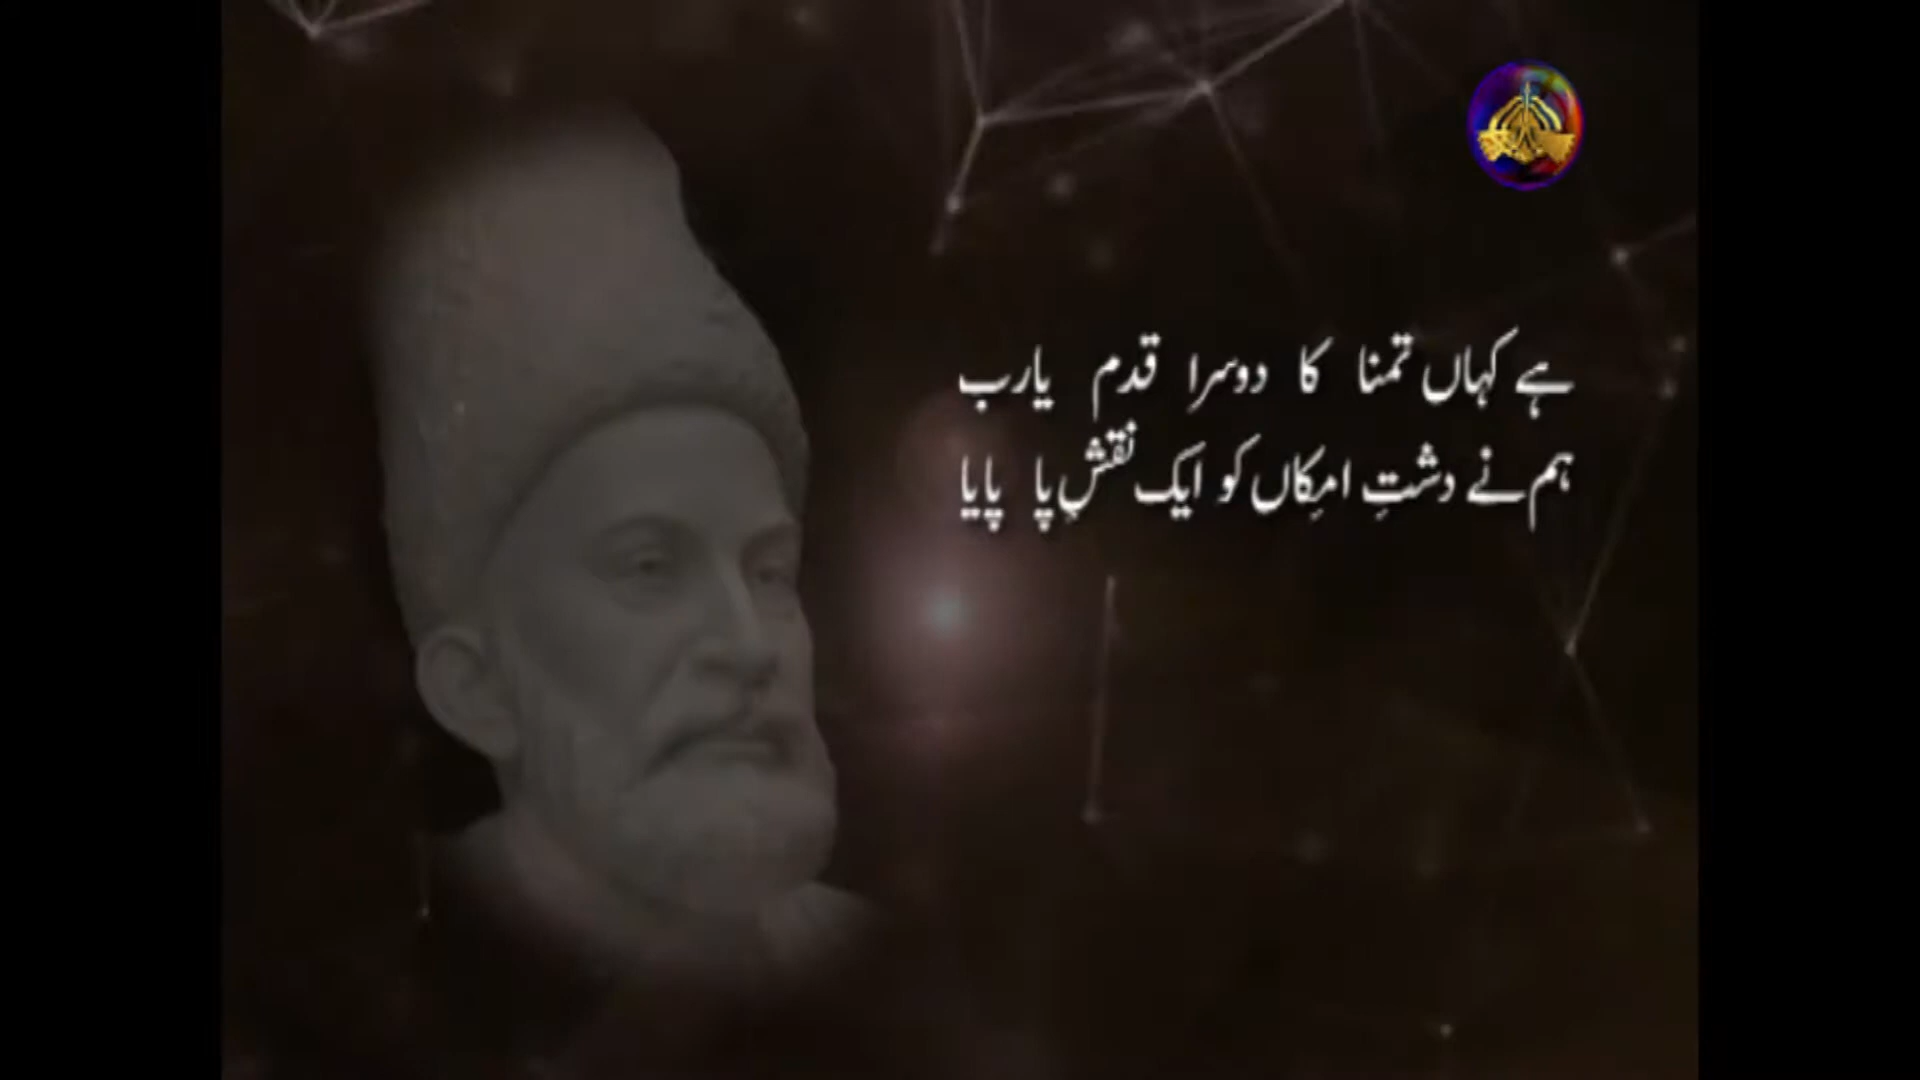 ہے کہاں تمنا کا دوسرا قدم یارب
ہم نے دشتِ امکاں کو ایک نقشِ پا پایا